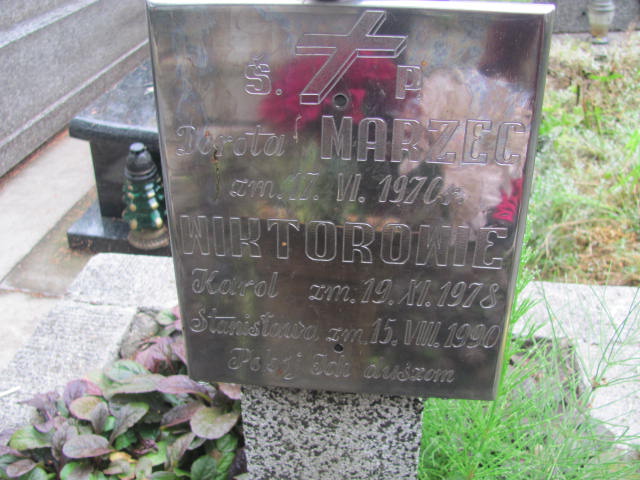 Ś. P.
Dorota MARZEC
zm. 17. VI. 1970 r.
WIKTOROWIE
Karol zm. 19. XI. 1978
Stanisława zm. 15. VIII. 1990
Pokój Ich duszom